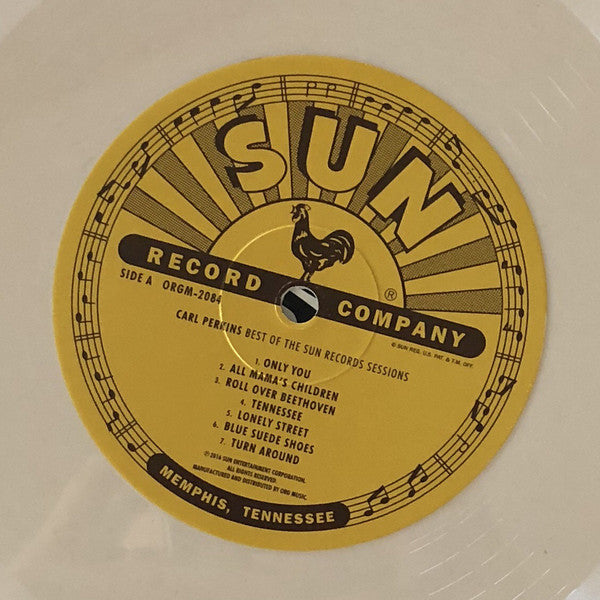 SUN
RECORD COMPANY
®
SIDE A ORGM-2084
© SUN REG. U.S. PAT. & T.M. OFF.
CARL PERKINS BEST OF THE SUN RECORDS SESSIONS
1. ONLY YOU
2. ALL MAMA'S CHILDREN
3. ROLL OVER BEETHOVEN
4. TENNESSEE
5. LONELY STREET
6. BLUE SUEDE SHOES
7. TURN AROUND
℗©2016 SUN ENTERTAINMENT CORPORATION.
ALL RIGHTS RESERVED.
MANUFACTURED AND DISTRIBUTED BY ORG MUSIC.
MEMPHIS, TENNESSEE